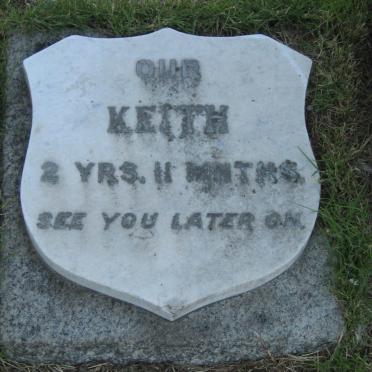 OUR
KEITH
2 YRS. 11 MNTHS.
SEE YOU LATER ON.